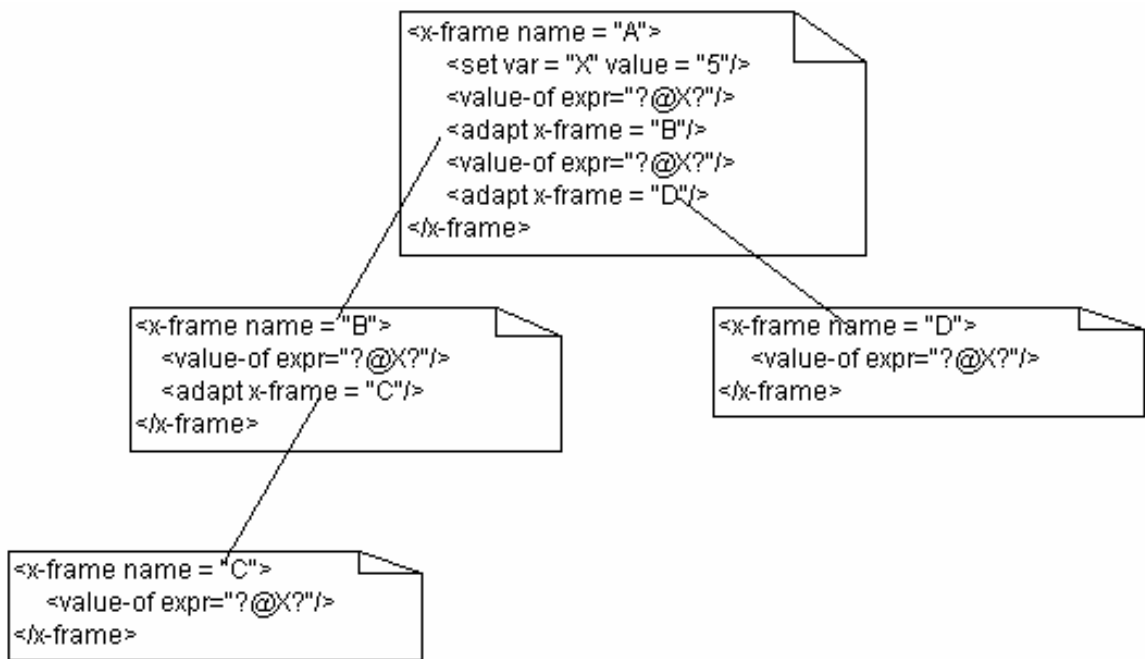 <x-frame name = "A">
<set var = "X" value = "5"/>
<value-of expr="?@X?"/>
<adapt x-frame = "B"/>
<value-of expr="?@X?"/>
<adapt x-frame = "D"/>
</x-frame>
<x-frame name = "B">
<value-of expr="?@X?"/>
<adapt x-frame = "C"/>
</x-frame>
<x-frame name = "D">
<value-of expr="?@X?"/>
</x-frame>
<x-frame name = "C">
<value-of expr="?@X?"/>
</x-frame>